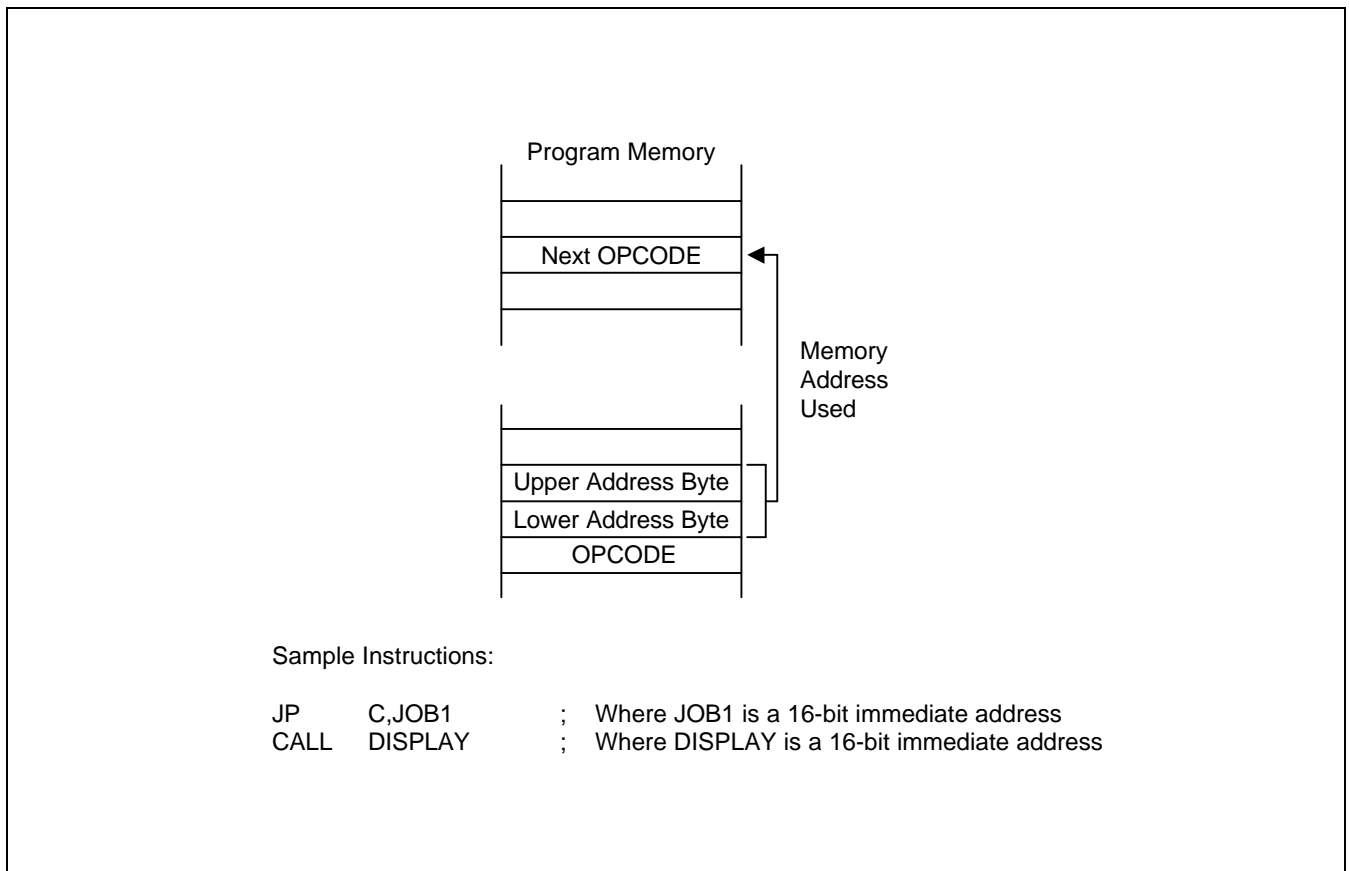 Program Memory
Next OPCODE
Memory
Address
Used
Upper Address Byte
Lower Address Byte
OPCODE
Sample Instructions:
JP C,JOB1 ; Where JOB1 is a 16-bit immediate address
CALL DISPLAY ; Where DISPLAY is a 16-bit immediate address